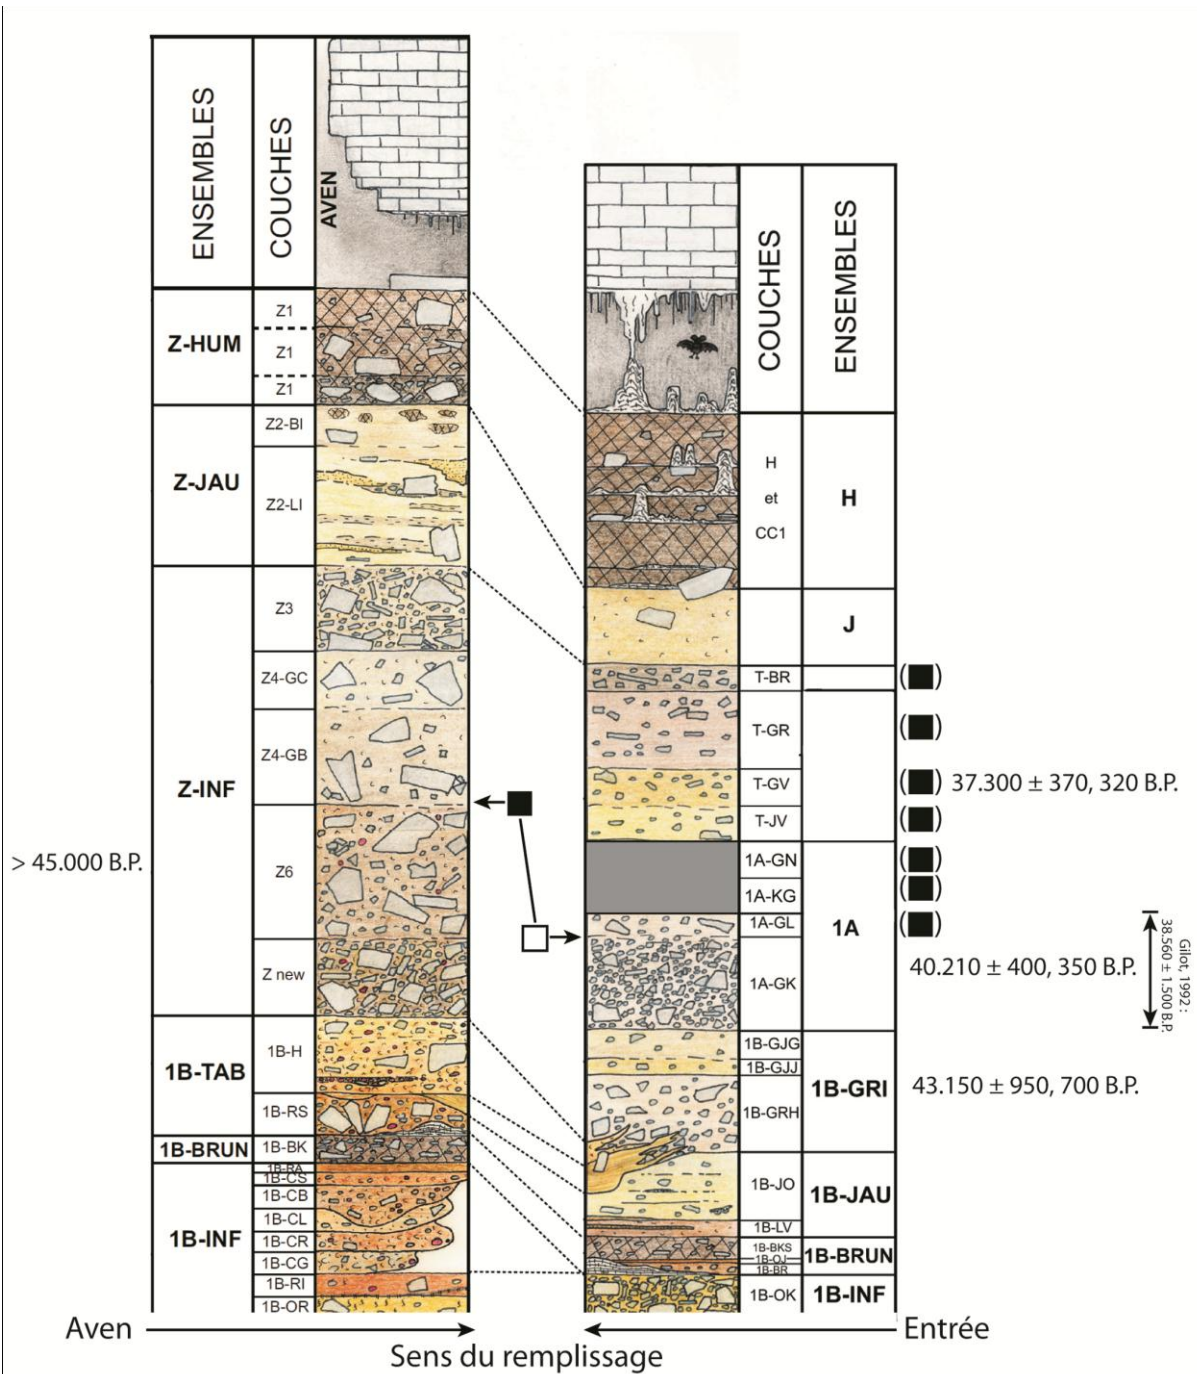 ENSEMBLES
COUCHES
AVEN
Z-HUM
Z1
Z1
Z1
Z-JAU
Z2-BI
Z2-LI
Z-INF
Z3
Z4-GC
Z4-GB
Z6
Z new
> 45.000 B.P.
1B-TAB
1B-H
1B-RS
1B-BRUN
1B-BK
1B-INF
1B-RA
1B-CS
1B-CB
1B-CL
1B-CR
1B-CG
1B-RI
1B-OR
COUCHES
ENSEMBLES
H
et
CC1
H
J
T-BR
(■)
T-GR
(■)
T-GV
(■) 37.300 ± 370, 320 B.P.
T-JV
(■)
1A-GN
(■)
1A-KG
(■)
1A-GL
(■)
1A
1A-GK
40.210 ± 400, 350 B.P.
Gilot, 1992 :
38.560 ± 1.500 B.P.
1B-GJG
1B-GJJ
1B-GRH
1B-GRI
43.150 ± 950, 700 B.P.
1B-JO
1B-JAU
1B-LV
1B-BKS
1B-OJ
1B-BR
1B-BRUN
1B-OK
1B-INF
Aven
Entrée
Sens du remplissage